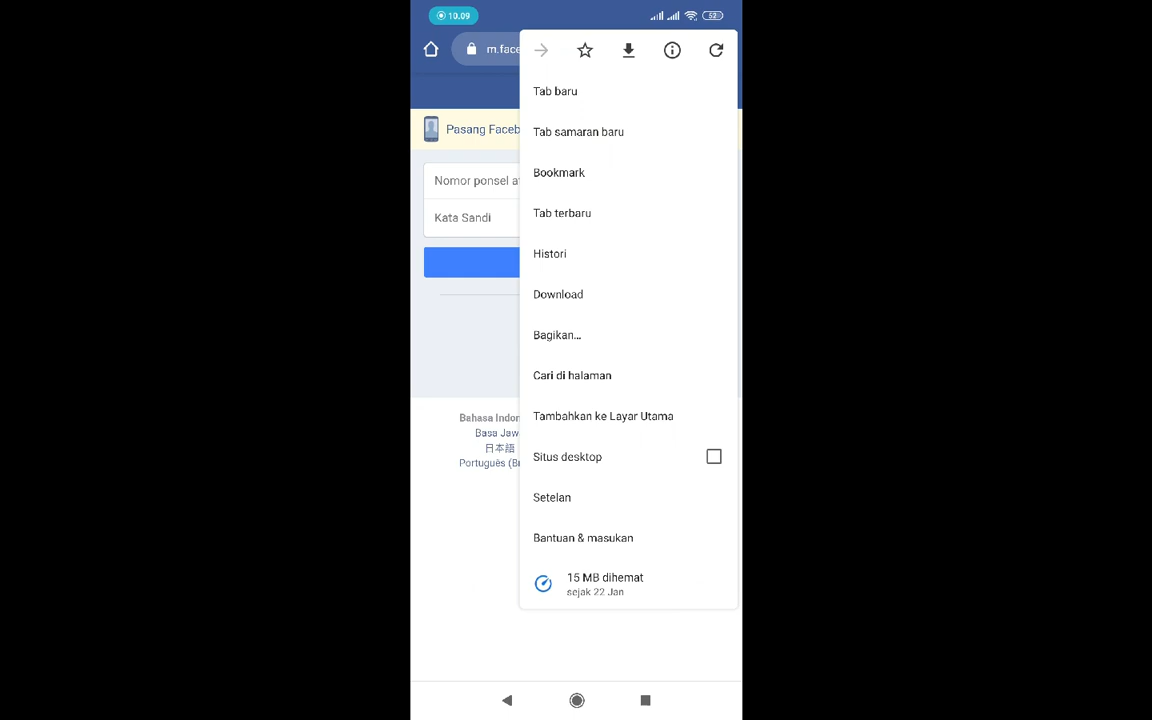 10.09
52
m.face
Tab baru
Pasang Faceb
Tab samaran baru
Nomor ponsel at
Bookmark
Kata Sandi
Tab terbaru
Histori
Download
Bagikan...
Cari di halaman
Tambahkan ke Layar Utama
Bahasa Indon
Basa Jaw
日本語
Português (Br
Situs desktop
Setelan
Bantuan & masukan
15 MB dihemat
sejak 22 Jan